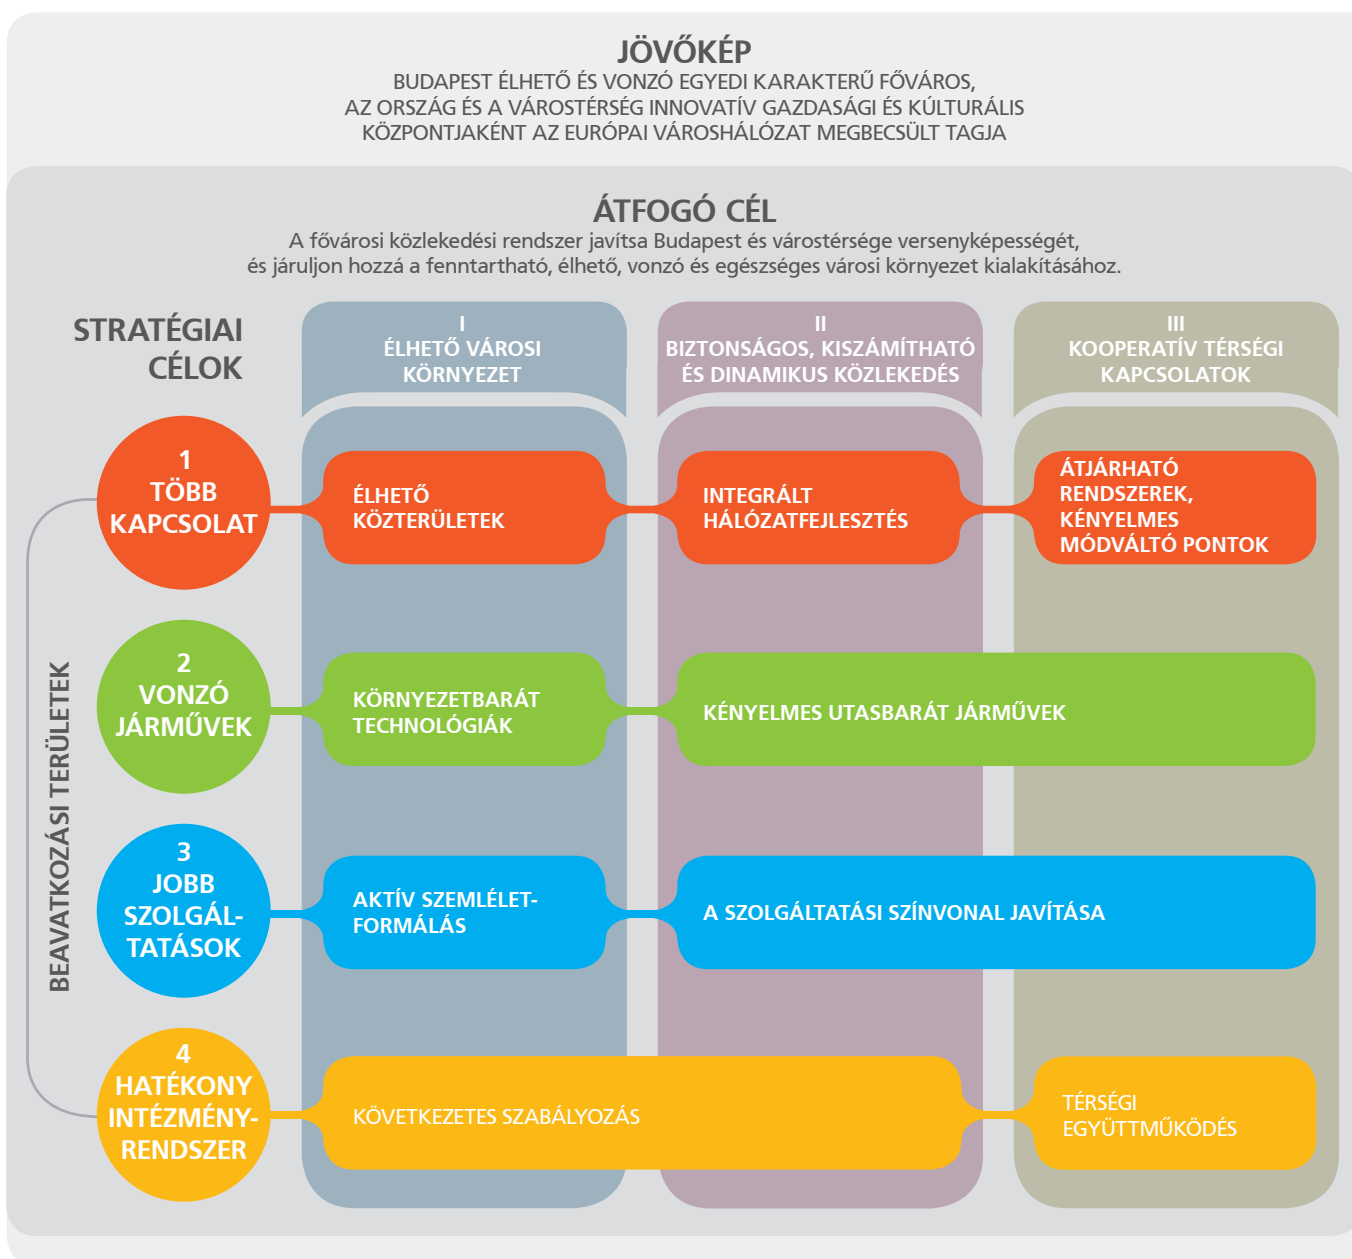 JÖVŐKÉP
BUDAPEST ÉLHETŐ ÉS VONZÓ EGYEDI KARAKTERŰ FŐVÁROS,
AZ ORSZÁG ÉS A VÁROSTÉRSÉG INNOVATÍV GAZDASÁGI ÉS KÚLTURÁLIS
KÖZPONTJAKÉNT AZ EURÓPAI VÁROSHÁLÓZAT MEGBECSÜLT TAGJA
ÁTFOGÓ CÉL
A fővárosi közlekedési rendszer javítsa Budapest és várostérsége versenyképességét,
és járuljon hozzá a fenntartható, élhető, vonzó és egészséges városi környezet kialakításához.
STRATÉGIAI
CÉLOK
I
ÉLHETŐ VÁROSI
KÖRNYEZET
II
BIZTONSÁGOS, KISZÁMÍTHATÓ
ÉS DINAMIKUS KÖZLEKEDÉS
III
KOOPERATÍV TÉRSÉGI
KAPCSOLATOK
BEAVATKOZÁSI TERÜLETEK
1
TÖBB
KAPCSOLAT
ÉLHETŐ
KÖZTERÜLETEK
INTEGRÁLT
HÁLÓZATFEJLESZTÉS
ÁTJÁRHATÓ
RENDSZEREK,
KÉNYELMES
MÓDVÁLTÓ PONTOK
2
VONZÓ
JÁRMŰVEK
KÖRNYEZETBARÁT
TECHNOLÓGIÁK
KÉNYELMES UTASBARÁT JÁRMŰVEK
3
JOBB
SZOLGÁL-
TATÁSOK
AKTÍV SZEMLÉLET-
FORMÁLÁS
A SZOLGÁLTATÁSI SZÍNVONAL JAVÍTÁSA
4
HATÉKONY
INTÉZMÉNY-
RENDSZER
KÖVETKEZETES SZABÁLYOZÁS
TÉRSÉGI
EGYÜTTMŰKÖDÉS